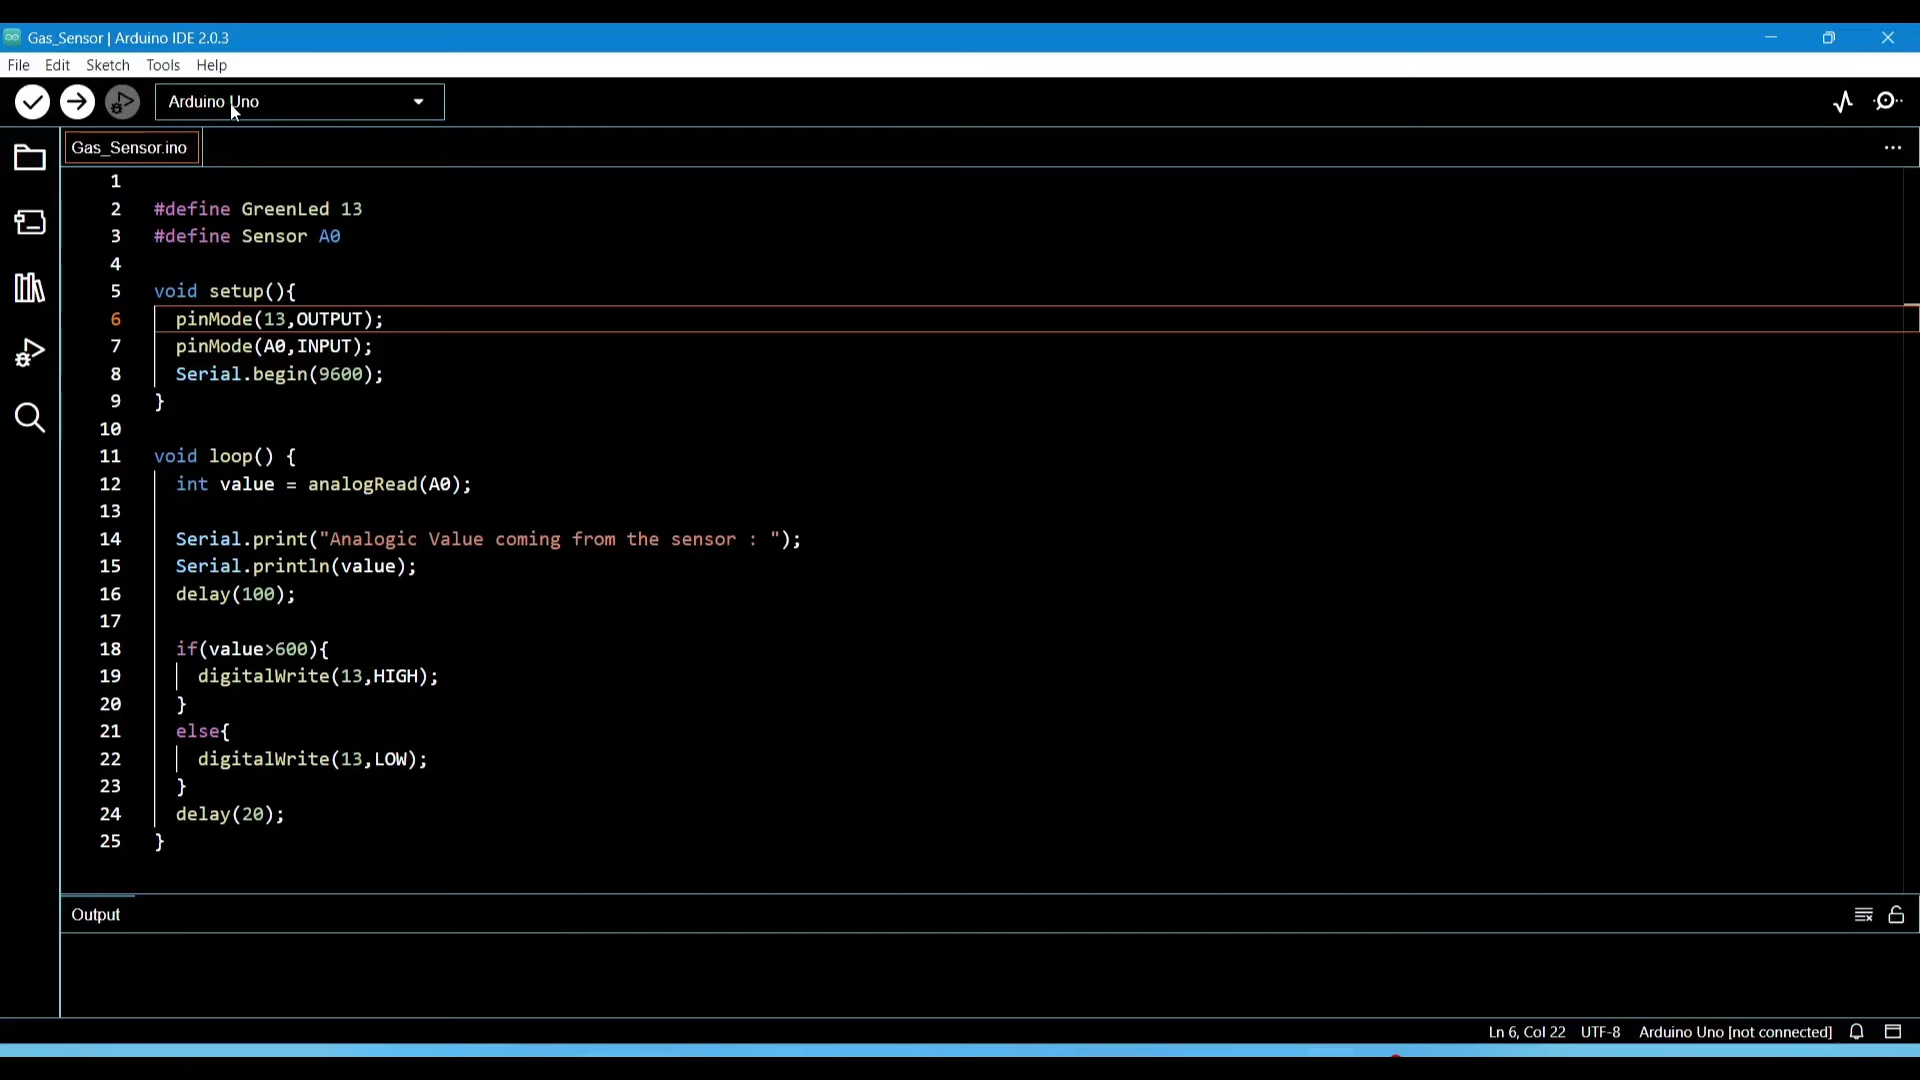 Gas_Sensor | Arduino IDE 2.0.3
File Edit Sketch Tools Help
Arduino Uno
Gas_Sensor.ino
1
2 #define GreenLed 13
3 #define Sensor A0
4
5 void setup(){
6 pinMode(13,OUTPUT);
7 pinMode(A0,INPUT);
8 Serial.begin(9600);
9 }
10
11 void loop() {
12 int value = analogRead(A0);
13
14 Serial.print("Analogic Value coming from the sensor : ");
15 Serial.println(value);
16 delay(100);
17
18 if(value>600){
19 digitalWrite(13,HIGH);
20 }
21 else{
22 digitalWrite(13,LOW);
23 }
24 delay(20);
25 }
Output
Ln 6, Col 22 UTF-8 Arduino Uno [not connected]